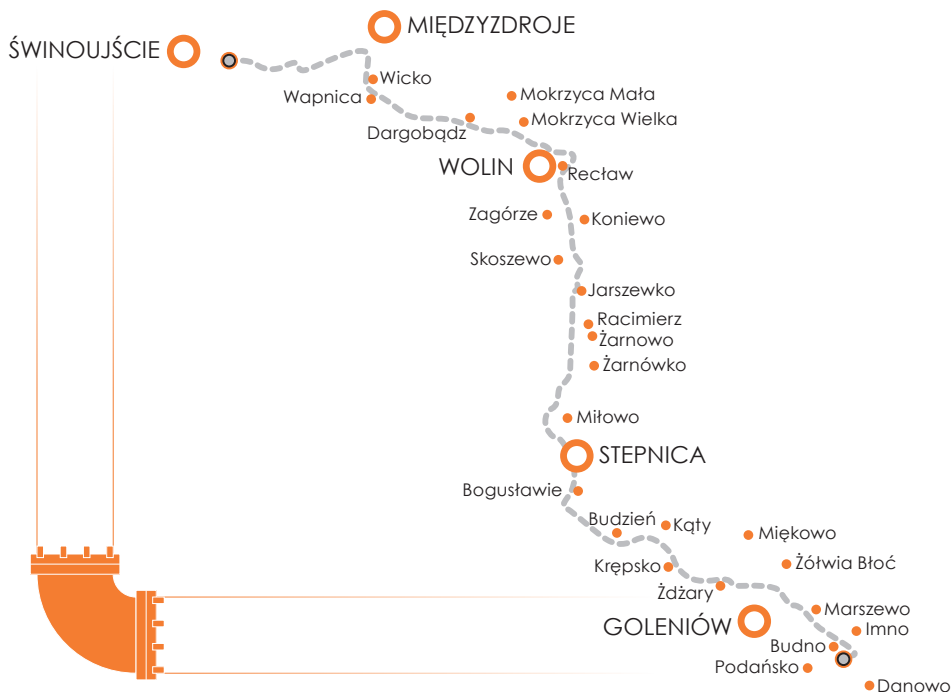 MIĘDZYZDROJE
ŚWINOUJŚCIE
Wicko
Wapnica
Mokrzyca Mała
Mokrzyca Wielka
Dargobądz
WOLIN
Recław
Zagórze
Koniewo
Skoszewo
Jarszewko
Racimierz
Żarnowo
Żarnówko
Miłowo
STEPNICA
Bogusławie
Budzień
Kąty
Miękowo
Krępsko
Żółwia Błoć
Żdżary
Marszewo
GOLENIÓW
Imno
Budno
Podańsko
Danowo